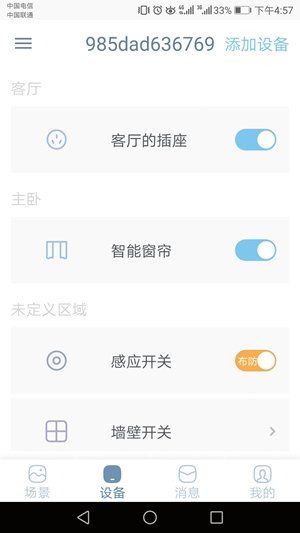 中国电信
中国联通
33% 下午4:57
985dad636769 添加设备
客厅
客厅的插座
主卧
智能窗帘
未定义区域
感应开关 布防
墙壁开关
场景 设备 消息 我的